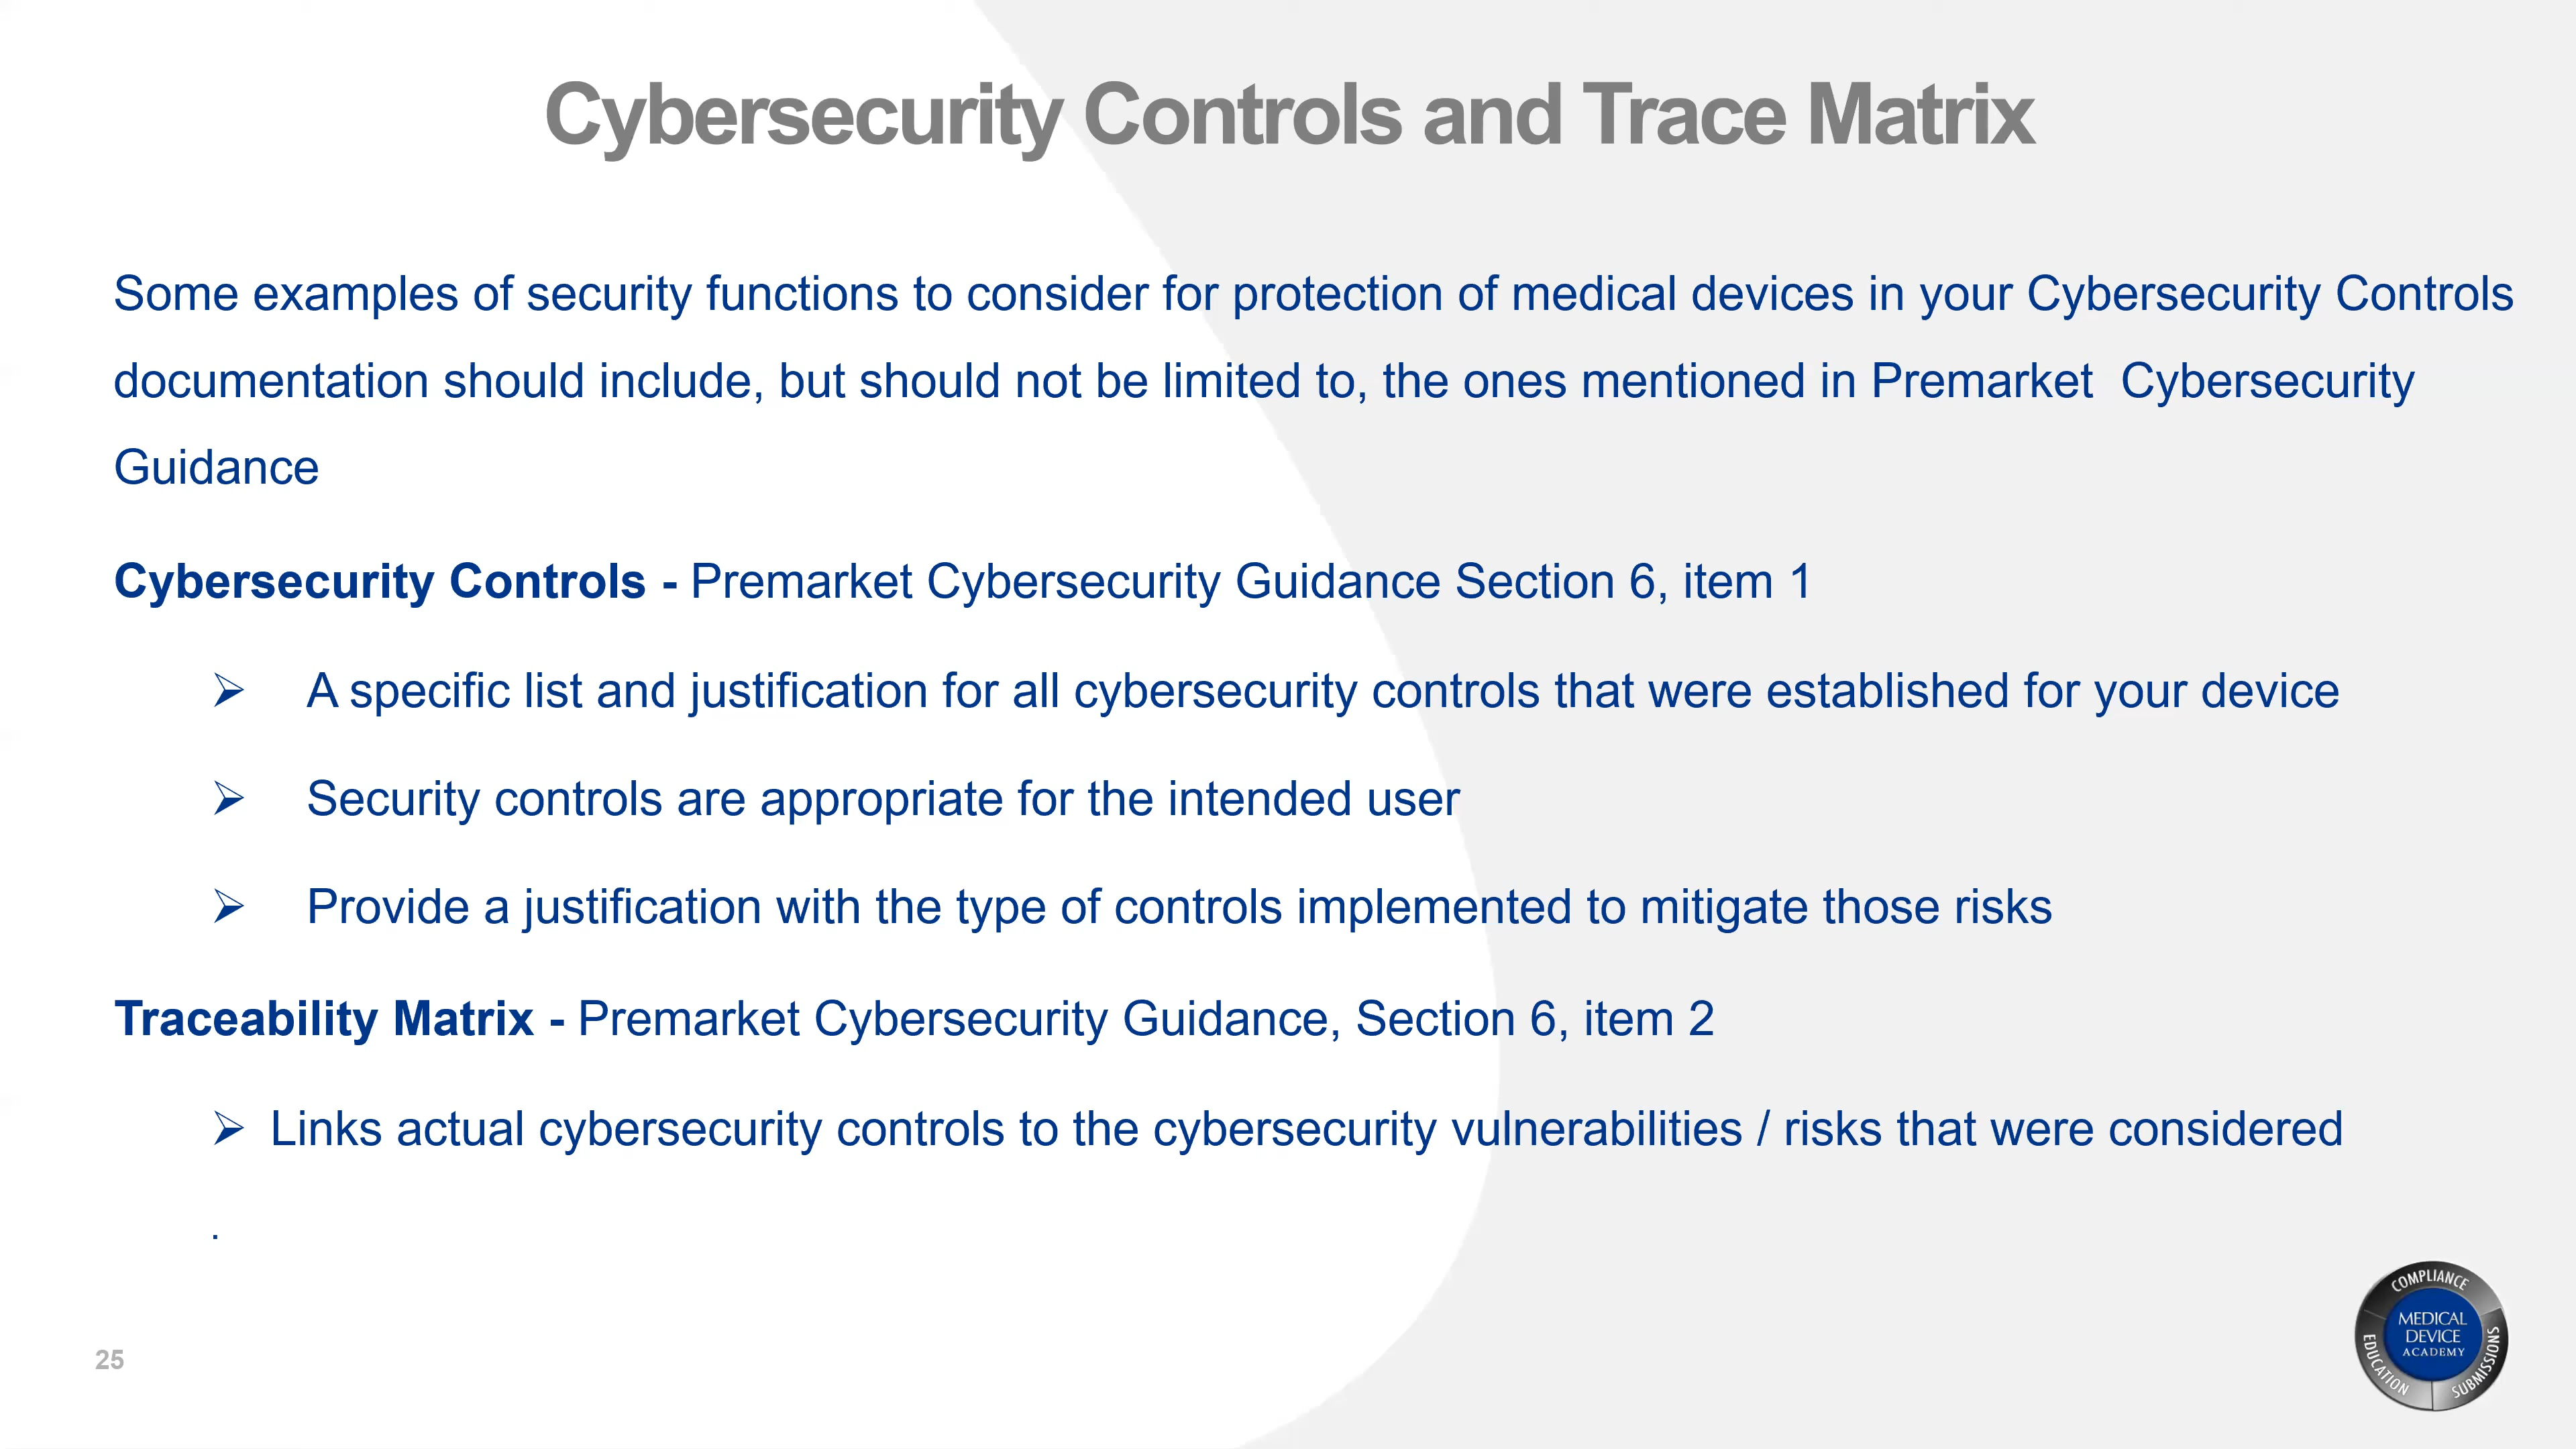 Cybersecurity Controls and Trace Matrix
Some examples of security functions to consider for protection of medical devices in your Cybersecurity Controls
documentation should include, but should not be limited to, the ones mentioned in Premarket  Cybersecurity
Guidance
Cybersecurity Controls - Premarket Cybersecurity Guidance Section 6, item 1
➢ A specific list and justification for all cybersecurity controls that were established for your device
➢ Security controls are appropriate for the intended user
➢ Provide a justification with the type of controls implemented to mitigate those risks
Traceability Matrix - Premarket Cybersecurity Guidance, Section 6, item 2
➢ Links actual cybersecurity controls to the cybersecurity vulnerabilities / risks that were considered
.
25
COMPLIANCE
MEDICAL
DEVICE
ACADEMY
EDUCATION
SUBMISSIONS